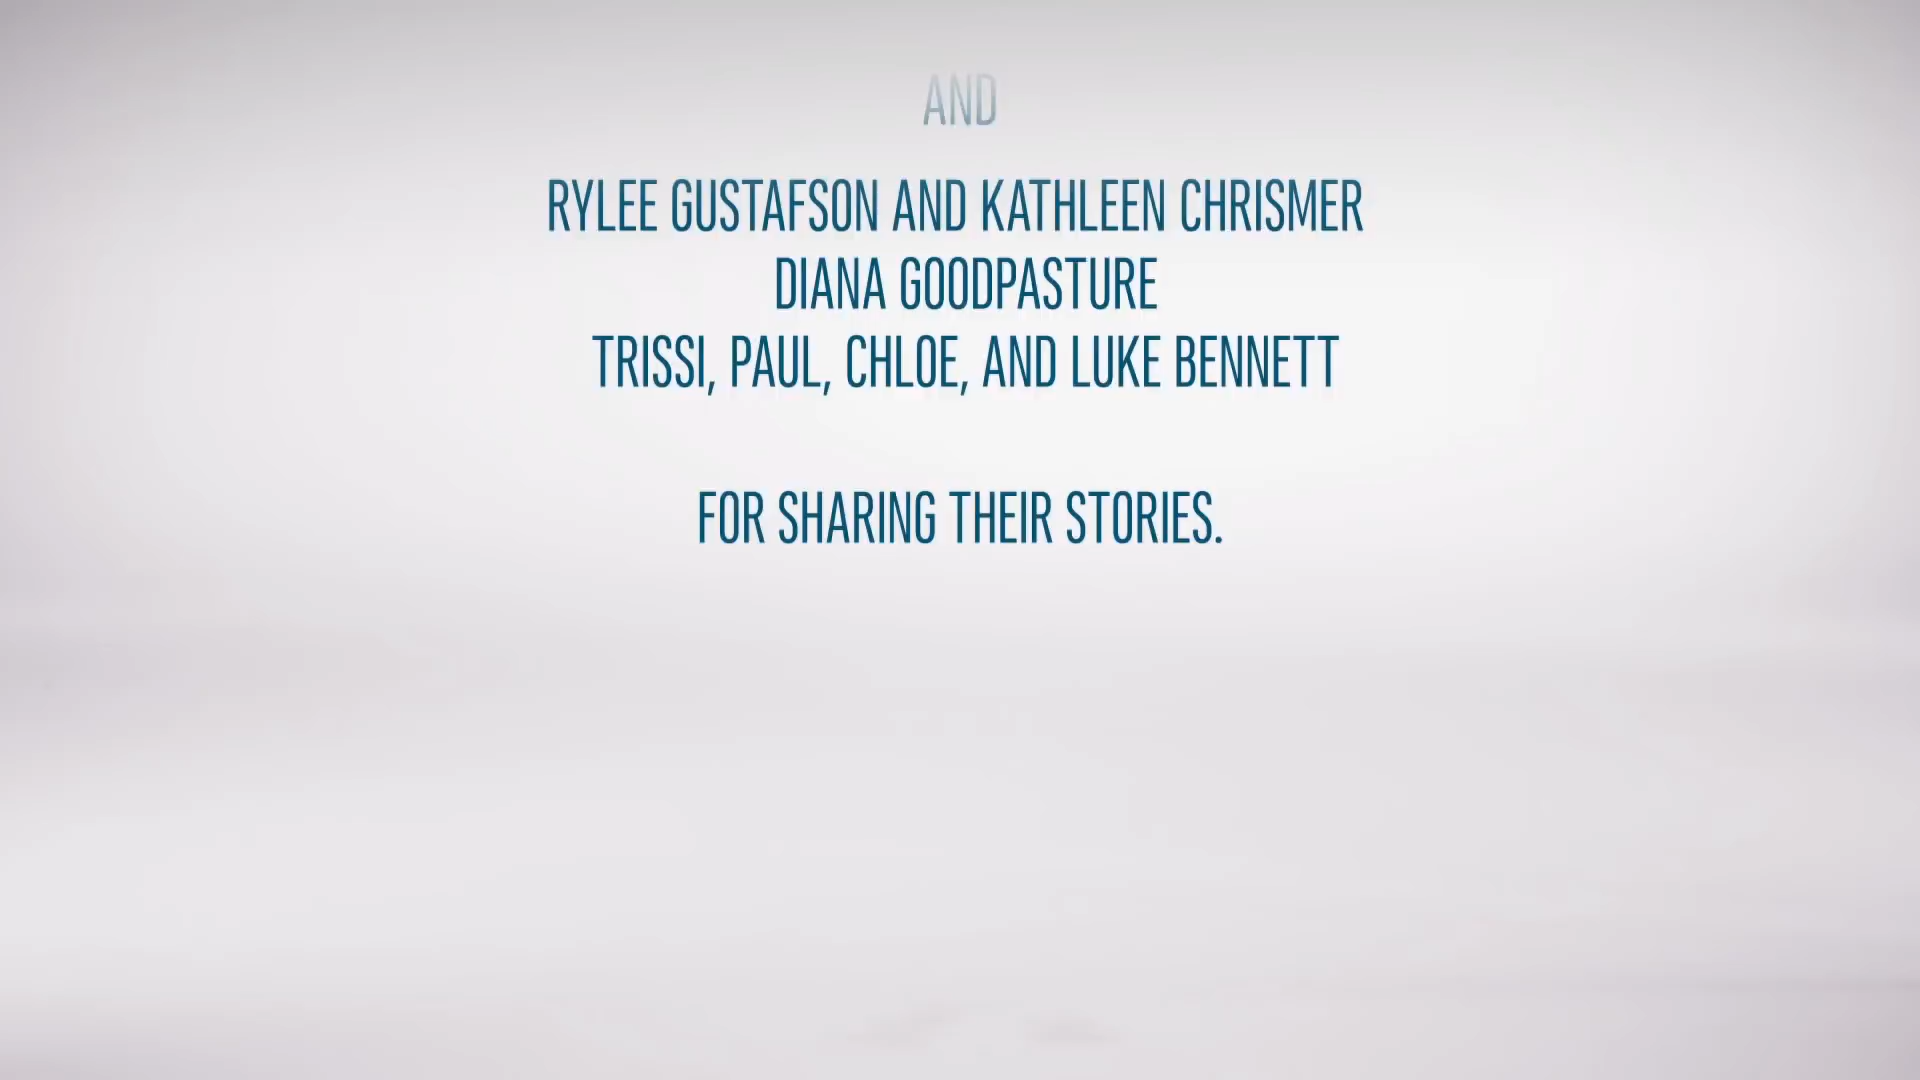 AND
RYLEE GUSTAFSON AND KATHLEEN CHRISMER
DIANA GOODPASTURE
TRISSI, PAUL, CHLOE, AND LUKE BENNETT
FOR SHARING THEIR STORIES.